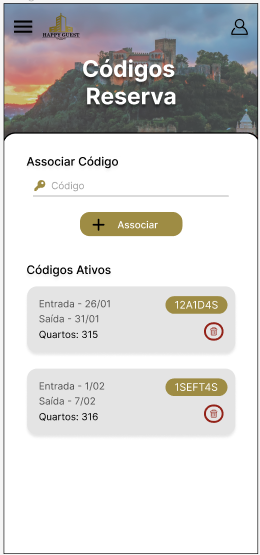 HAPPY GUEST
Códigos
Reserva
Associar Código
Código
Associar
Códigos Ativos
Entrada - 26/01
12A1D4S
Saída - 31/01
Quartos: 315
Entrada - 1/02
1SEFT4S
Saída - 7/02
Quartos: 316